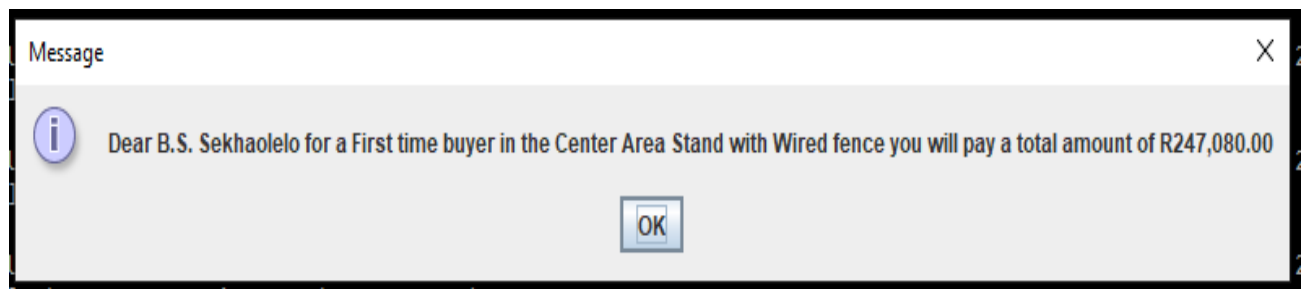 Message
Dear B.S. Sekhaolelo for a First time buyer in the Center Area Stand with Wired fence you will pay a total amount of R247,080.00
OK